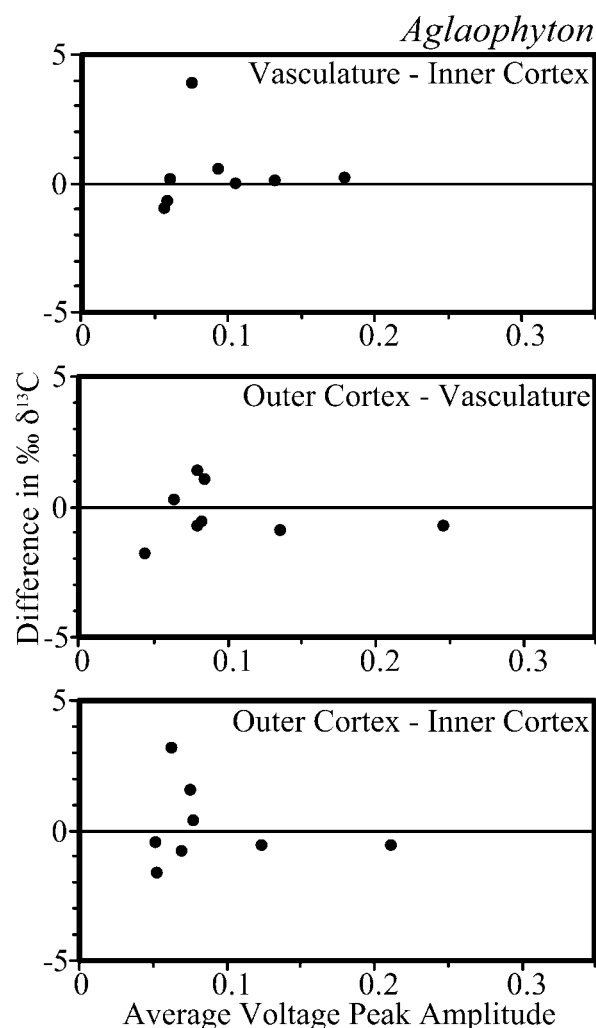 Aglaophyton
Vasculature - Inner Cortex
5
0
-5
0 0.1 0.2 0.3
Outer Cortex - Vasculature
5
0
-5
0 0.1 0.2 0.3
Outer Cortex - Inner Cortex
5
0
-5
0 0.1 0.2 0.3
Difference in ‰ δ¹³C
Average Voltage Peak Amplitude